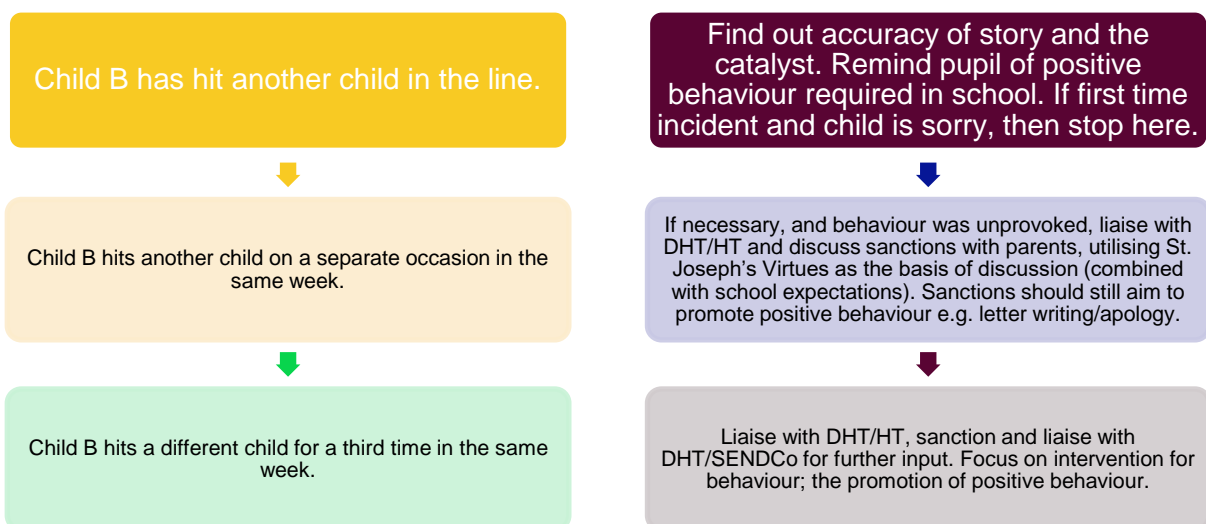 Child B has hit another child in the line.
Find out accuracy of story and the
catalyst. Remind pupil of positive
behaviour required in school. If first time
incident and child is sorry, then stop here.
Child B hits another child on a separate occasion in the
same week.
If necessary, and behaviour was unprovoked, liaise with
DHT/HT and discuss sanctions with parents, utilising St.
Joseph's Virtues as the basis of discussion (combined
with school expectations). Sanctions should still aim to
promote positive behaviour e.g. letter writing/apology.
Child B hits a different child for a third time in the same
week.
Liaise with DHT/HT, sanction and liaise with
DHT/SENDCo for further input. Focus on intervention for
behaviour; the promotion of positive behaviour.